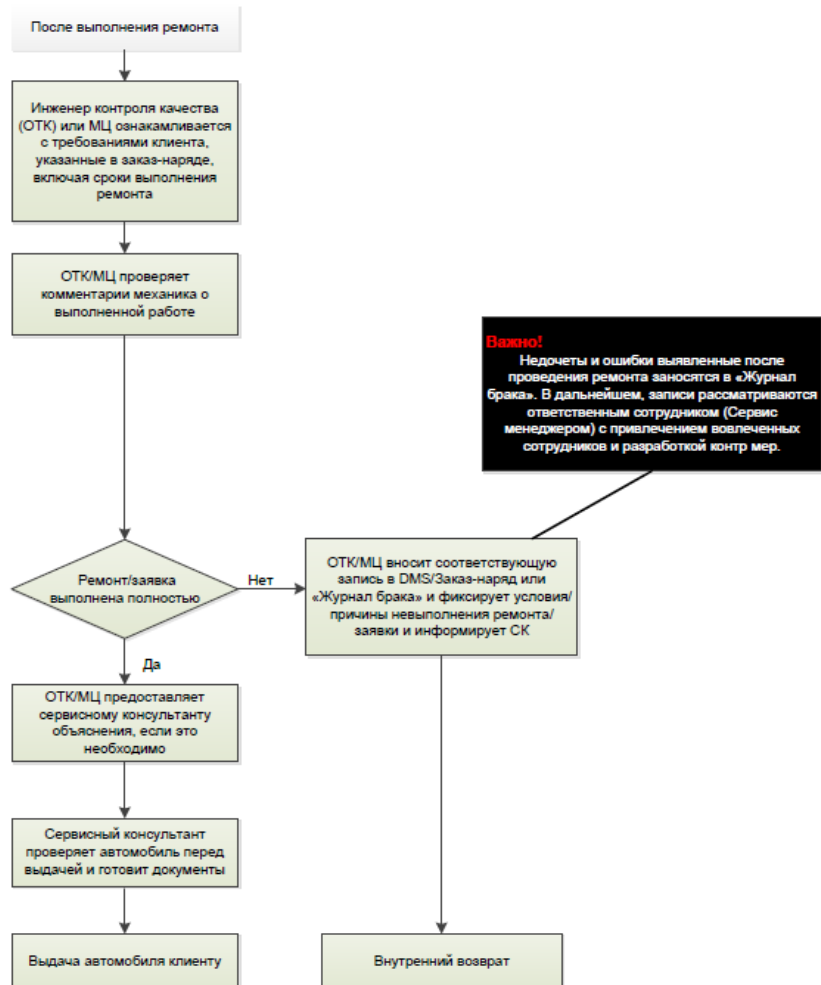 После выполнения ремонта
Инженер контроля качества
(ОТК) или МЦ ознакамливается
с требованиями клиента,
указанные в заказ-наряде,
включая сроки выполнения
ремонта
ОТК/МЦ проверяет
комментарии механика о
выполненной работе
Важно!
Недочеты и ошибки выявленные после
проведения ремонта заносятся в «Журнал
брака». В дальнейшем, записи рассматриваются
ответственным сотрудником (Сервис
менеджером) с привлечением вовлеченных
сотрудников и разработкой контр мер.
Ремонт/заявка
выполнена полностью
Нет
ОТК/МЦ вносит соответствующую
запись в DMS/Заказ-наряд или
«Журнал брака» и фиксирует условия/
причины невыполнения ремонта/
заявки и информирует СК
Да
ОТК/МЦ предоставляет
сервисному консультанту
объяснения, если это
необходимо
Сервисный консультант
проверяет автомобиль перед
выдачей и готовит документы
Выдача автомобиля клиенту
Внутренний возврат